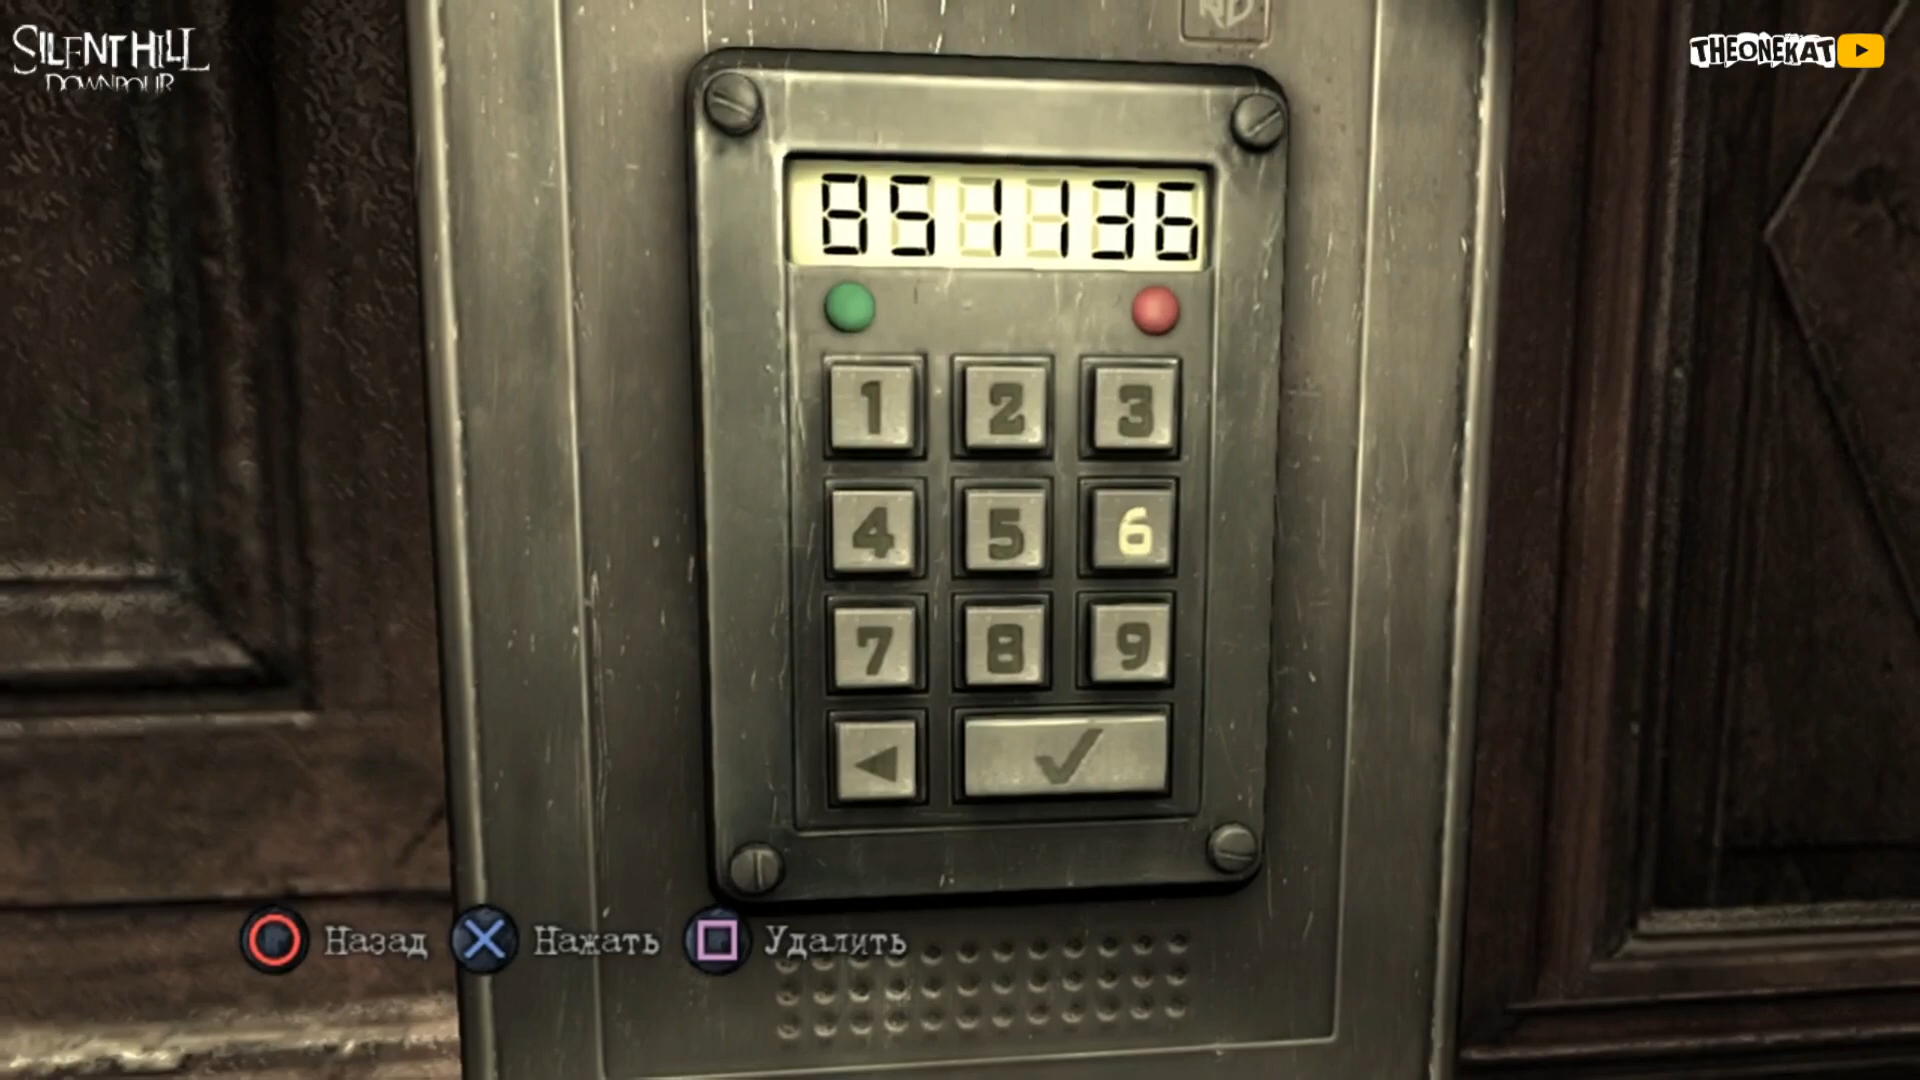 SILENT HILL
DOWNPOUR
THEONEKAT
851136
1 2 3
4 5 6
7 8 9
Назад Нажать Удалить